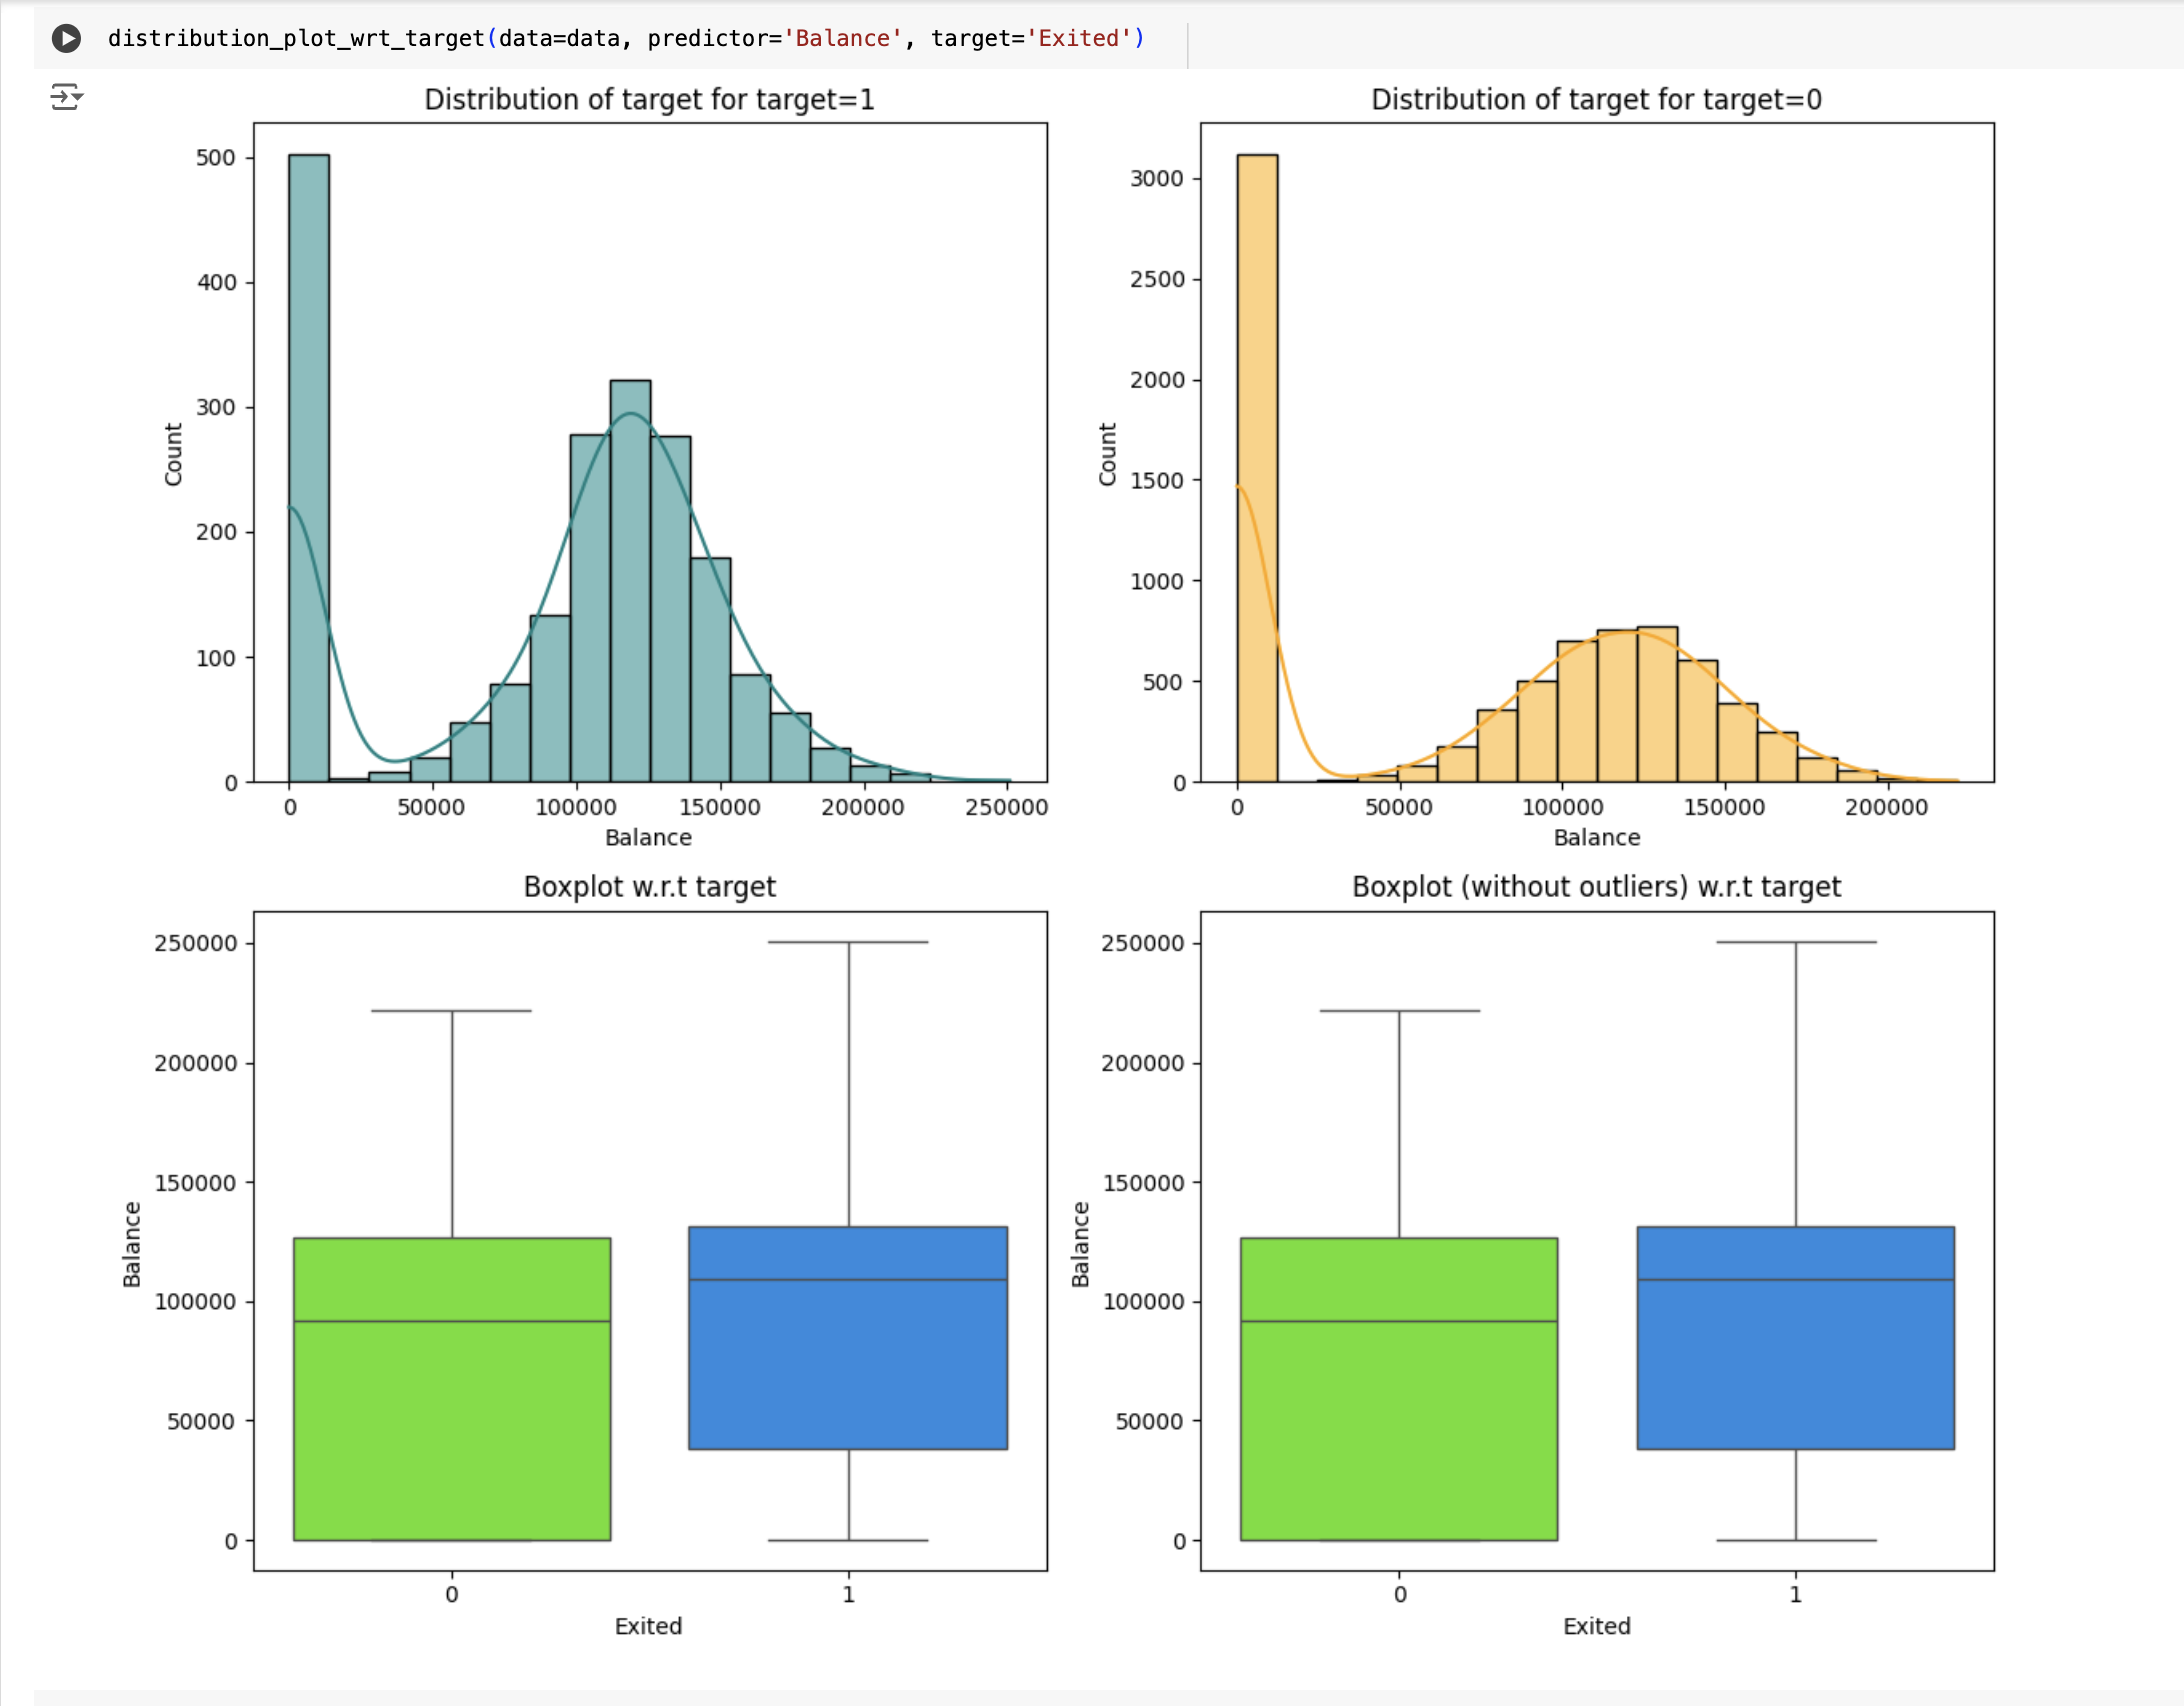 distribution_plot_wrt_target(data=data, predictor='Balance', target='Exited')
Distribution of target for target=1
500
400
300
200
100
0
Count
0 50000 100000 150000 200000 250000
Balance
Distribution of target for target=0
3000
2500
2000
1500
1000
500
0
Count
0 50000 100000 150000 200000
Balance
Boxplot w.r.t target
250000
200000
150000
100000
50000
0
Balance
0 1
Exited
Boxplot (without outliers) w.r.t target
250000
200000
150000
100000
50000
0
Balance
0 1
Exited